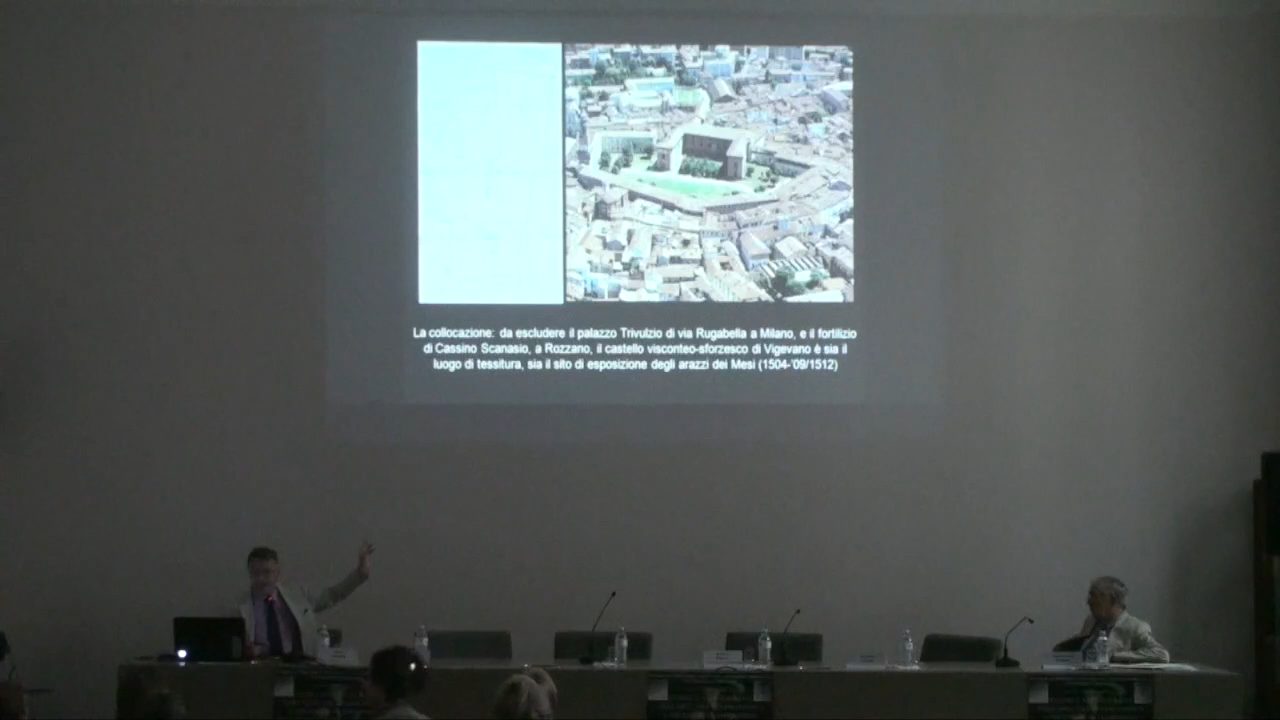 La collocazione: da escludere il palazzo Trivulzio di via Rugabella a Milano, e il fortilizio
di Cassino Scanasio, a Rozzano, il castello visconteo-sforzesco di Vigevano è sia il
luogo di tessitura, sia il sito di esposizione degli arazzi dei Mesi (1504-'09/1512)